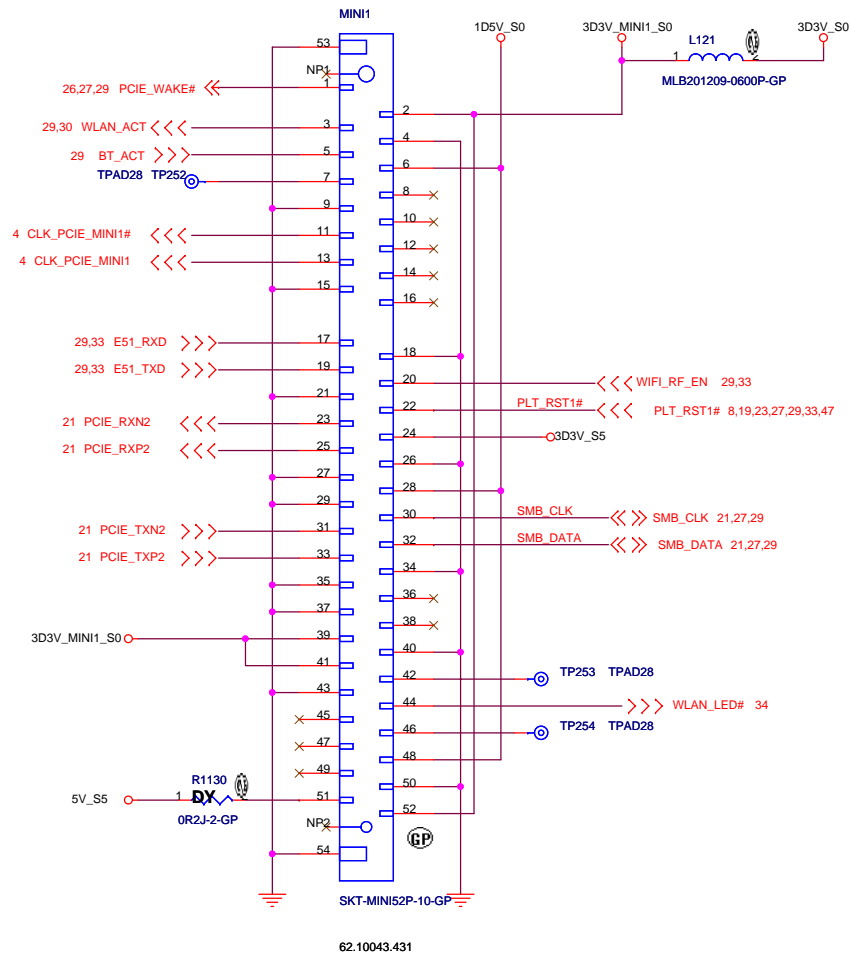 MINI1
1D5V_S0
3D3V_MINI1_S0
3D3V_S0
L121
1
2
MLB201209-0600P-GP
53
NP1
26,27,29 PCIE_WAKE#
1
2
29,30 WLAN_ACT
3
4
29 BT_ACT
5
6
TPAD28 TP252
7
8
9
10
4 CLK_PCIE_MINI1#
11
12
4 CLK_PCIE_MINI1
13
14
15
16
29,33 E51_RXD
17
18
29,33 E51_TXD
19
20
WIFI_RF_EN 29,33
21
22
PLT_RST1#
PLT_RST1# 8,19,23,27,29,33,47
21 PCIE_RXN2
23
24
3D3V_S5
21 PCIE_RXP2
25
26
27
28
29
30
SMB_CLK
SMB_CLK 21,27,29
21 PCIE_TXN2
31
32
SMB_DATA
SMB_DATA 21,27,29
21 PCIE_TXP2
33
34
35
36
37
38
3D3V_MINI1_S0
39
40
41
42
TP253 TPAD28
43
44
WLAN_LED# 34
45
46
TP254 TPAD28
47
48
49
50
R1130
5V_S5
1
DY
2
51
52
0R2J-2-GP
NP2
GP
54
SKT-MINI52P-10-GP
62.10043.431